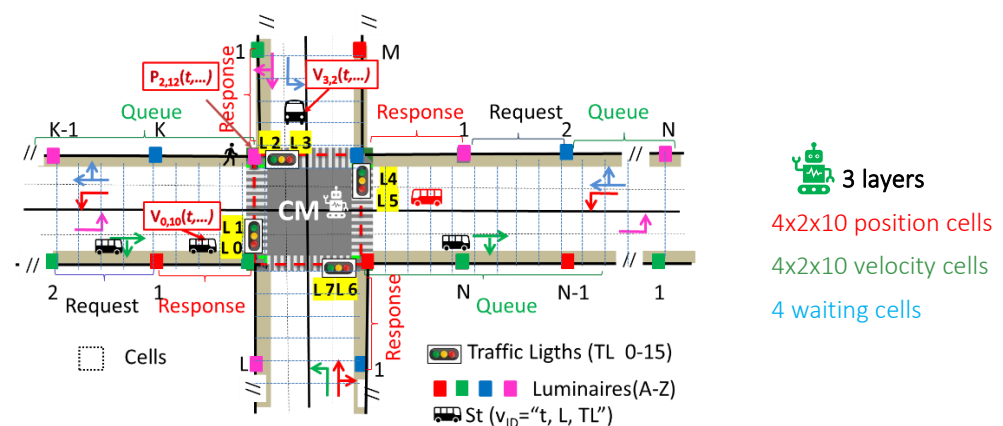 Response
1
M
P2,12(t,...)
V3,2(t,...)
Queue
Response
Request
Queue
K-1
K
1
2
N
L 2
L 3
L4
L 5
CM
V0,10(t,...)
L 1
L 0
L 7
L 6
2
1
N
N-1
1
Request
Response
Queue
Response
L
1
Cells
Traffic Ligths (TL 0-15)
Luminaires(A-Z)
St (vID=“t, L, TL”)
3 layers
4x2x10 position cells
4x2x10 velocity cells
4 waiting cells